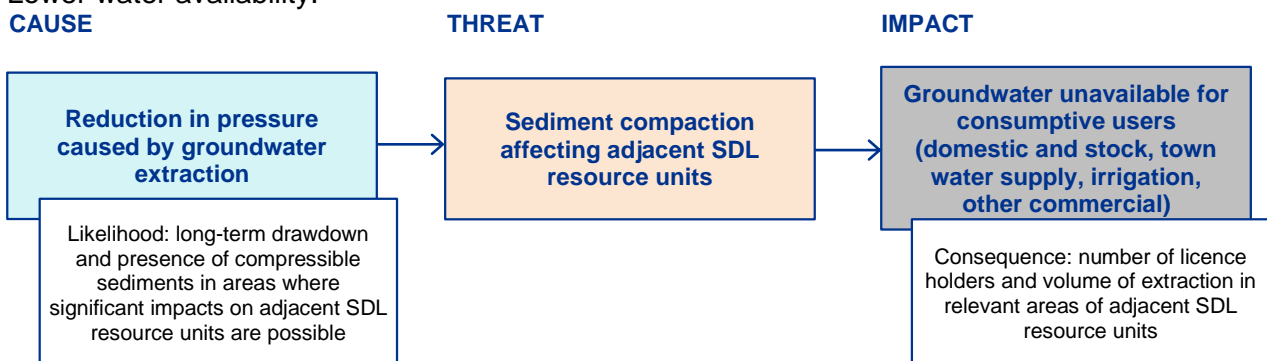 Lower water availability.
CAUSE
THREAT
IMPACT
Reduction in pressure
caused by groundwater
extraction
Likelihood: long-term drawdown
and presence of compressible
sediments in areas where
significant impacts on adjacent SDL
resource units are possible
Sediment compaction
affecting adjacent SDL
resource units
Groundwater unavailable for
consumptive users
(domestic and stock, town
water supply, irrigation,
other commercial)
Consequence: number of licence
holders and volume of extraction in
relevant areas of adjacent SDL
resource units